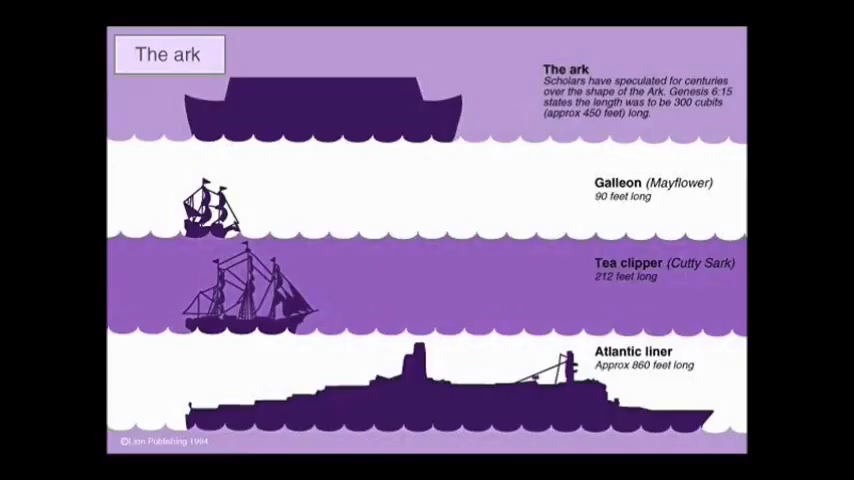 The ark
The ark
Scholars have speculated for centuries
over the shape of the Ark. Genesis 6:15
states the length was to be 300 cubits
(approx 450 feet) long.
Galleon (Mayflower)
90 feet long
Tea clipper (Cutty Sark)
212 feet long
Atlantic liner
Approx 860 feet long
©Lion Publishing 1994